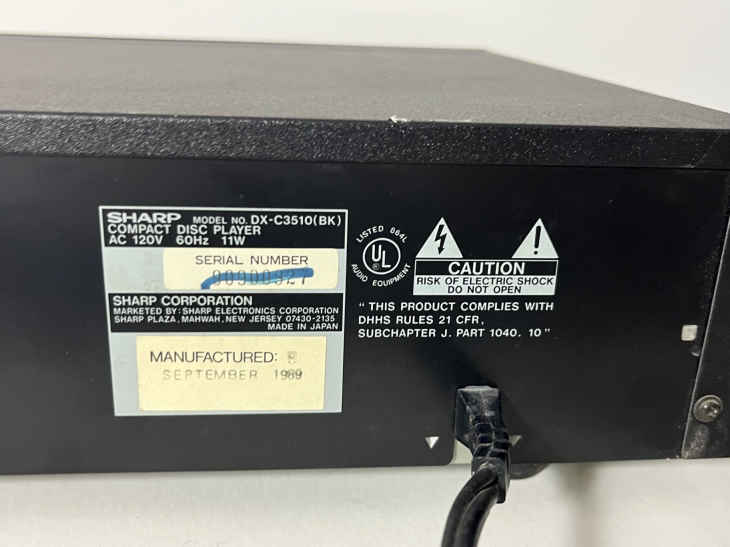 SHARP MODEL NO. DX-C3510(BK)
COMPACT DISC PLAYER
AC 120V 60Hz 11W
SERIAL NUMBER
SHARP CORPORATION
MARKETED BY: SHARP ELECTRONICS CORPORATION
SHARP PLAZA, MAHWAH, NEW JERSEY 07430-2135
MADE IN JAPAN
MANUFACTURED:
SEPTEMBER 1989
LISTED 664L
UL
AUDIO EQUIPMENT
CAUTION
RISK OF ELECTRIC SHOCK
DO NOT OPEN
"THIS PRODUCT COMPLIES WITH
DHHS RULES 21 CFR,
SUBCHAPTER J. PART 1040. 10"